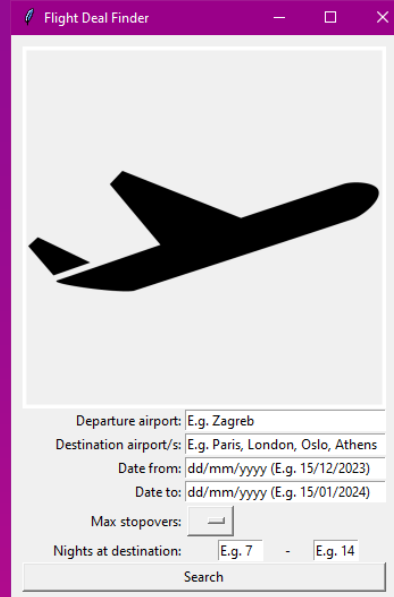 Flight Deal Finder
Departure airport: E.g. Zagreb
Destination airport/s: E.g. Paris, London, Oslo, Athens
Date from: dd/mm/yyyy (E.g. 15/12/2023)
Date to: dd/mm/yyyy (E.g. 15/01/2024)
Max stopovers:
Nights at destination: E.g. 7 - E.g. 14
Search